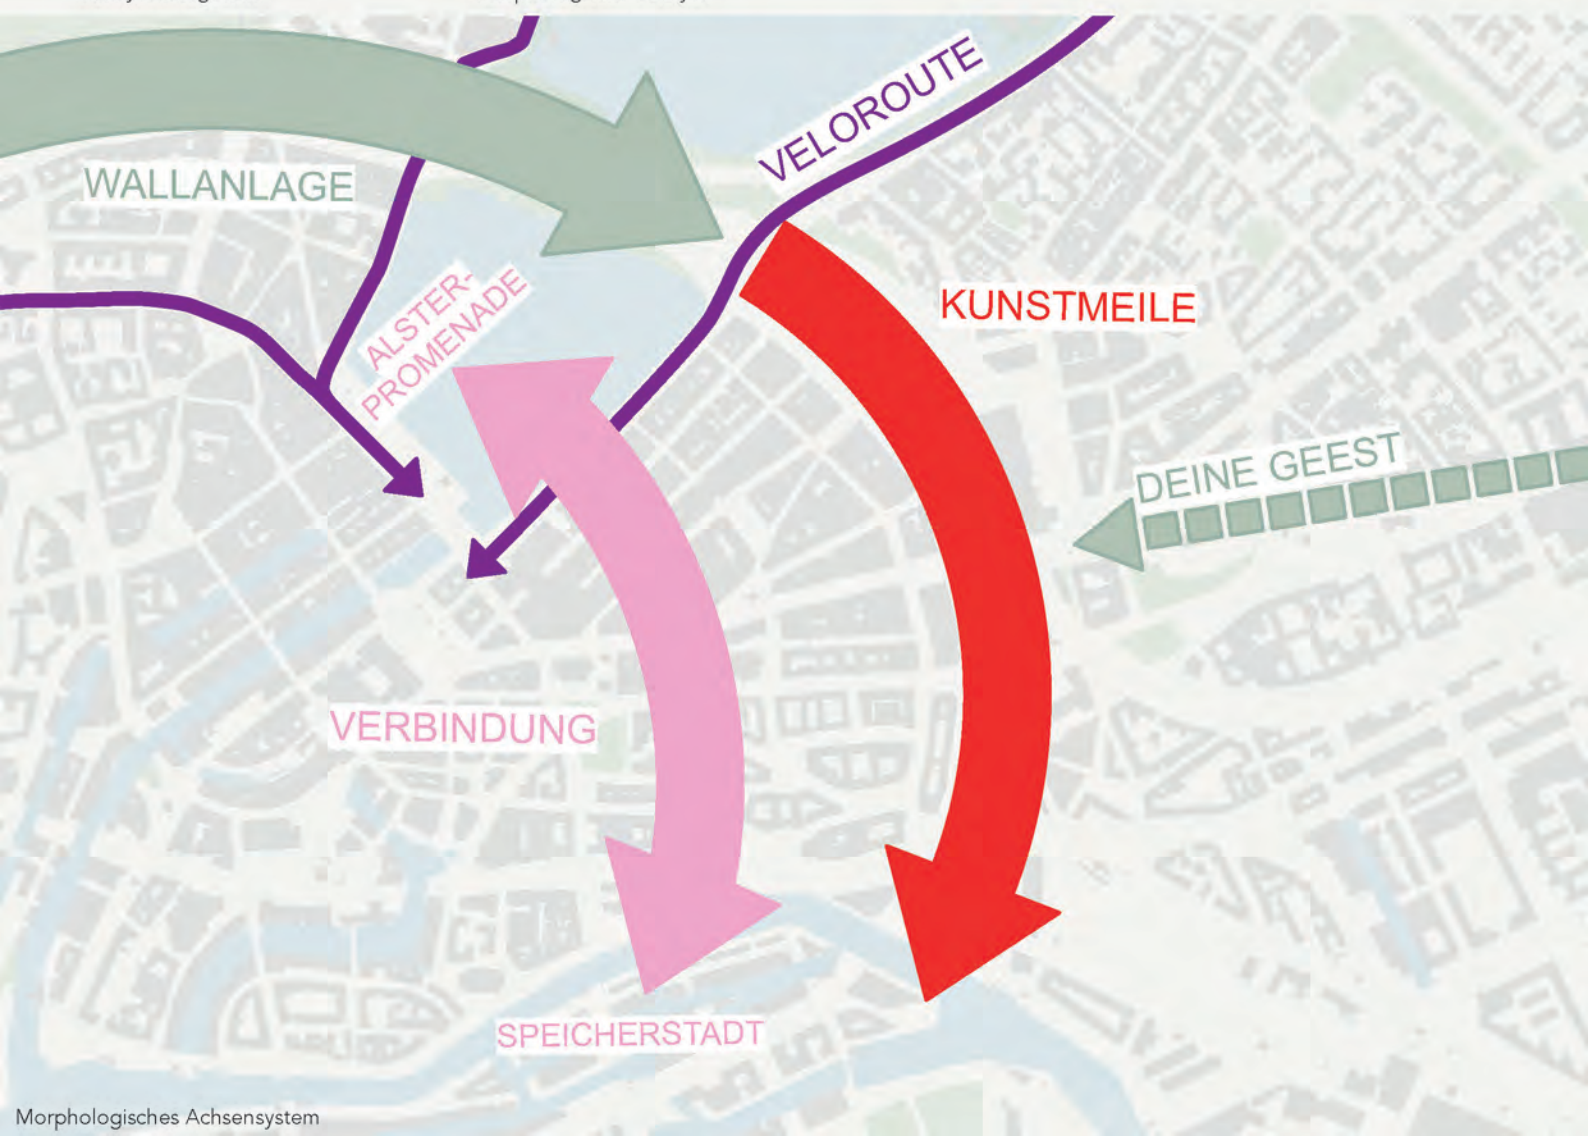 VELOROUTE
WALLANLAGE
ALSTER-
PROMENADE
KUNSTMEILE
DEINE GEEST
VERBINDUNG
SPEICHERSTADT
Morphologisches Achsensystem